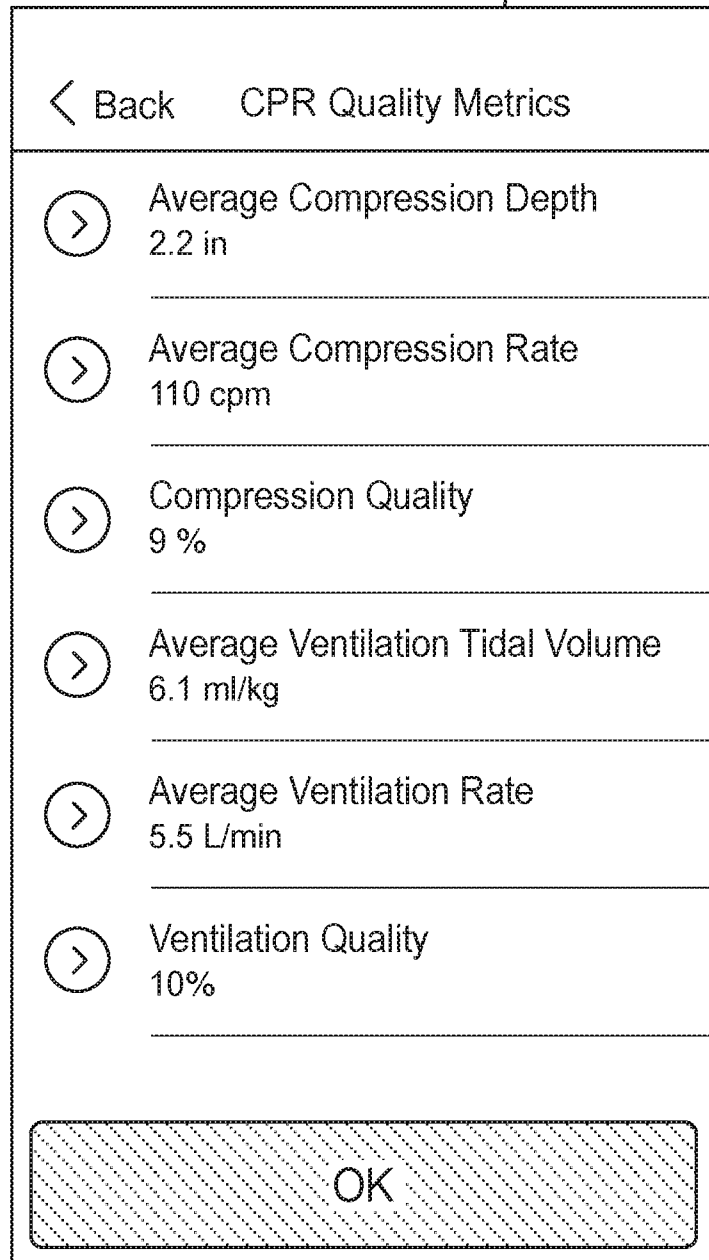 Back CPR Quality Metrics
Average Compression Depth
2.2 in
Average Compression Rate
110 cpm
Compression Quality
9 %
Average Ventilation Tidal Volume
6.1 ml/kg
Average Ventilation Rate
5.5 L/min
Ventilation Quality
10%
OK